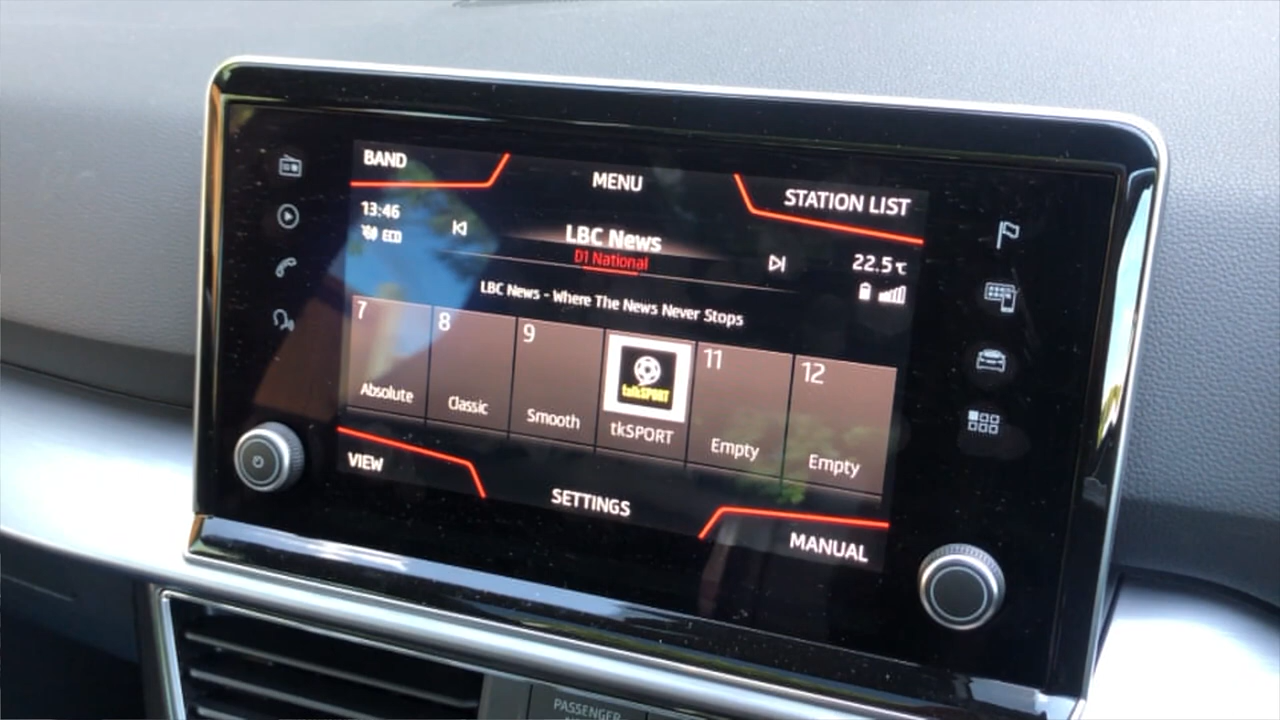 BAND
MENU
STATION LIST
13:46
ECO
LBC News
D1 National
22.5℃
LBC News - Where The News Never Stops
7
8
9
11
12
talkSPORT
Absolute
Classic
Smooth
tkSPORT
Empty
Empty
VIEW
SETTINGS
MANUAL
PASSENGER